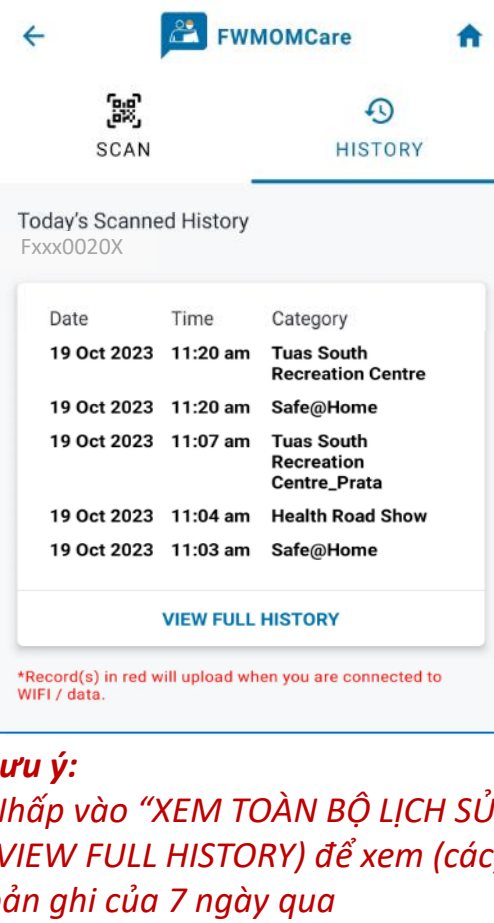 FWMOMCare
SCAN
HISTORY
Today's Scanned History
Fxxx0020X
Date Time Category
19 Oct 2023 11:20 am Tuas South
Recreation Centre
19 Oct 2023 11:20 am Safe@Home
19 Oct 2023 11:07 am Tuas South
Recreation
Centre_Prata
19 Oct 2023 11:04 am Health Road Show
19 Oct 2023 11:03 am Safe@Home
VIEW FULL HISTORY
*Record(s) in red will upload when you are connected to
WIFI / data.
ưu ý:
vào “XEM TOÀN BỘ LỊCH SỬ
VIEW FULL HISTORY) để xem (các
ghi của 7 ngày qua